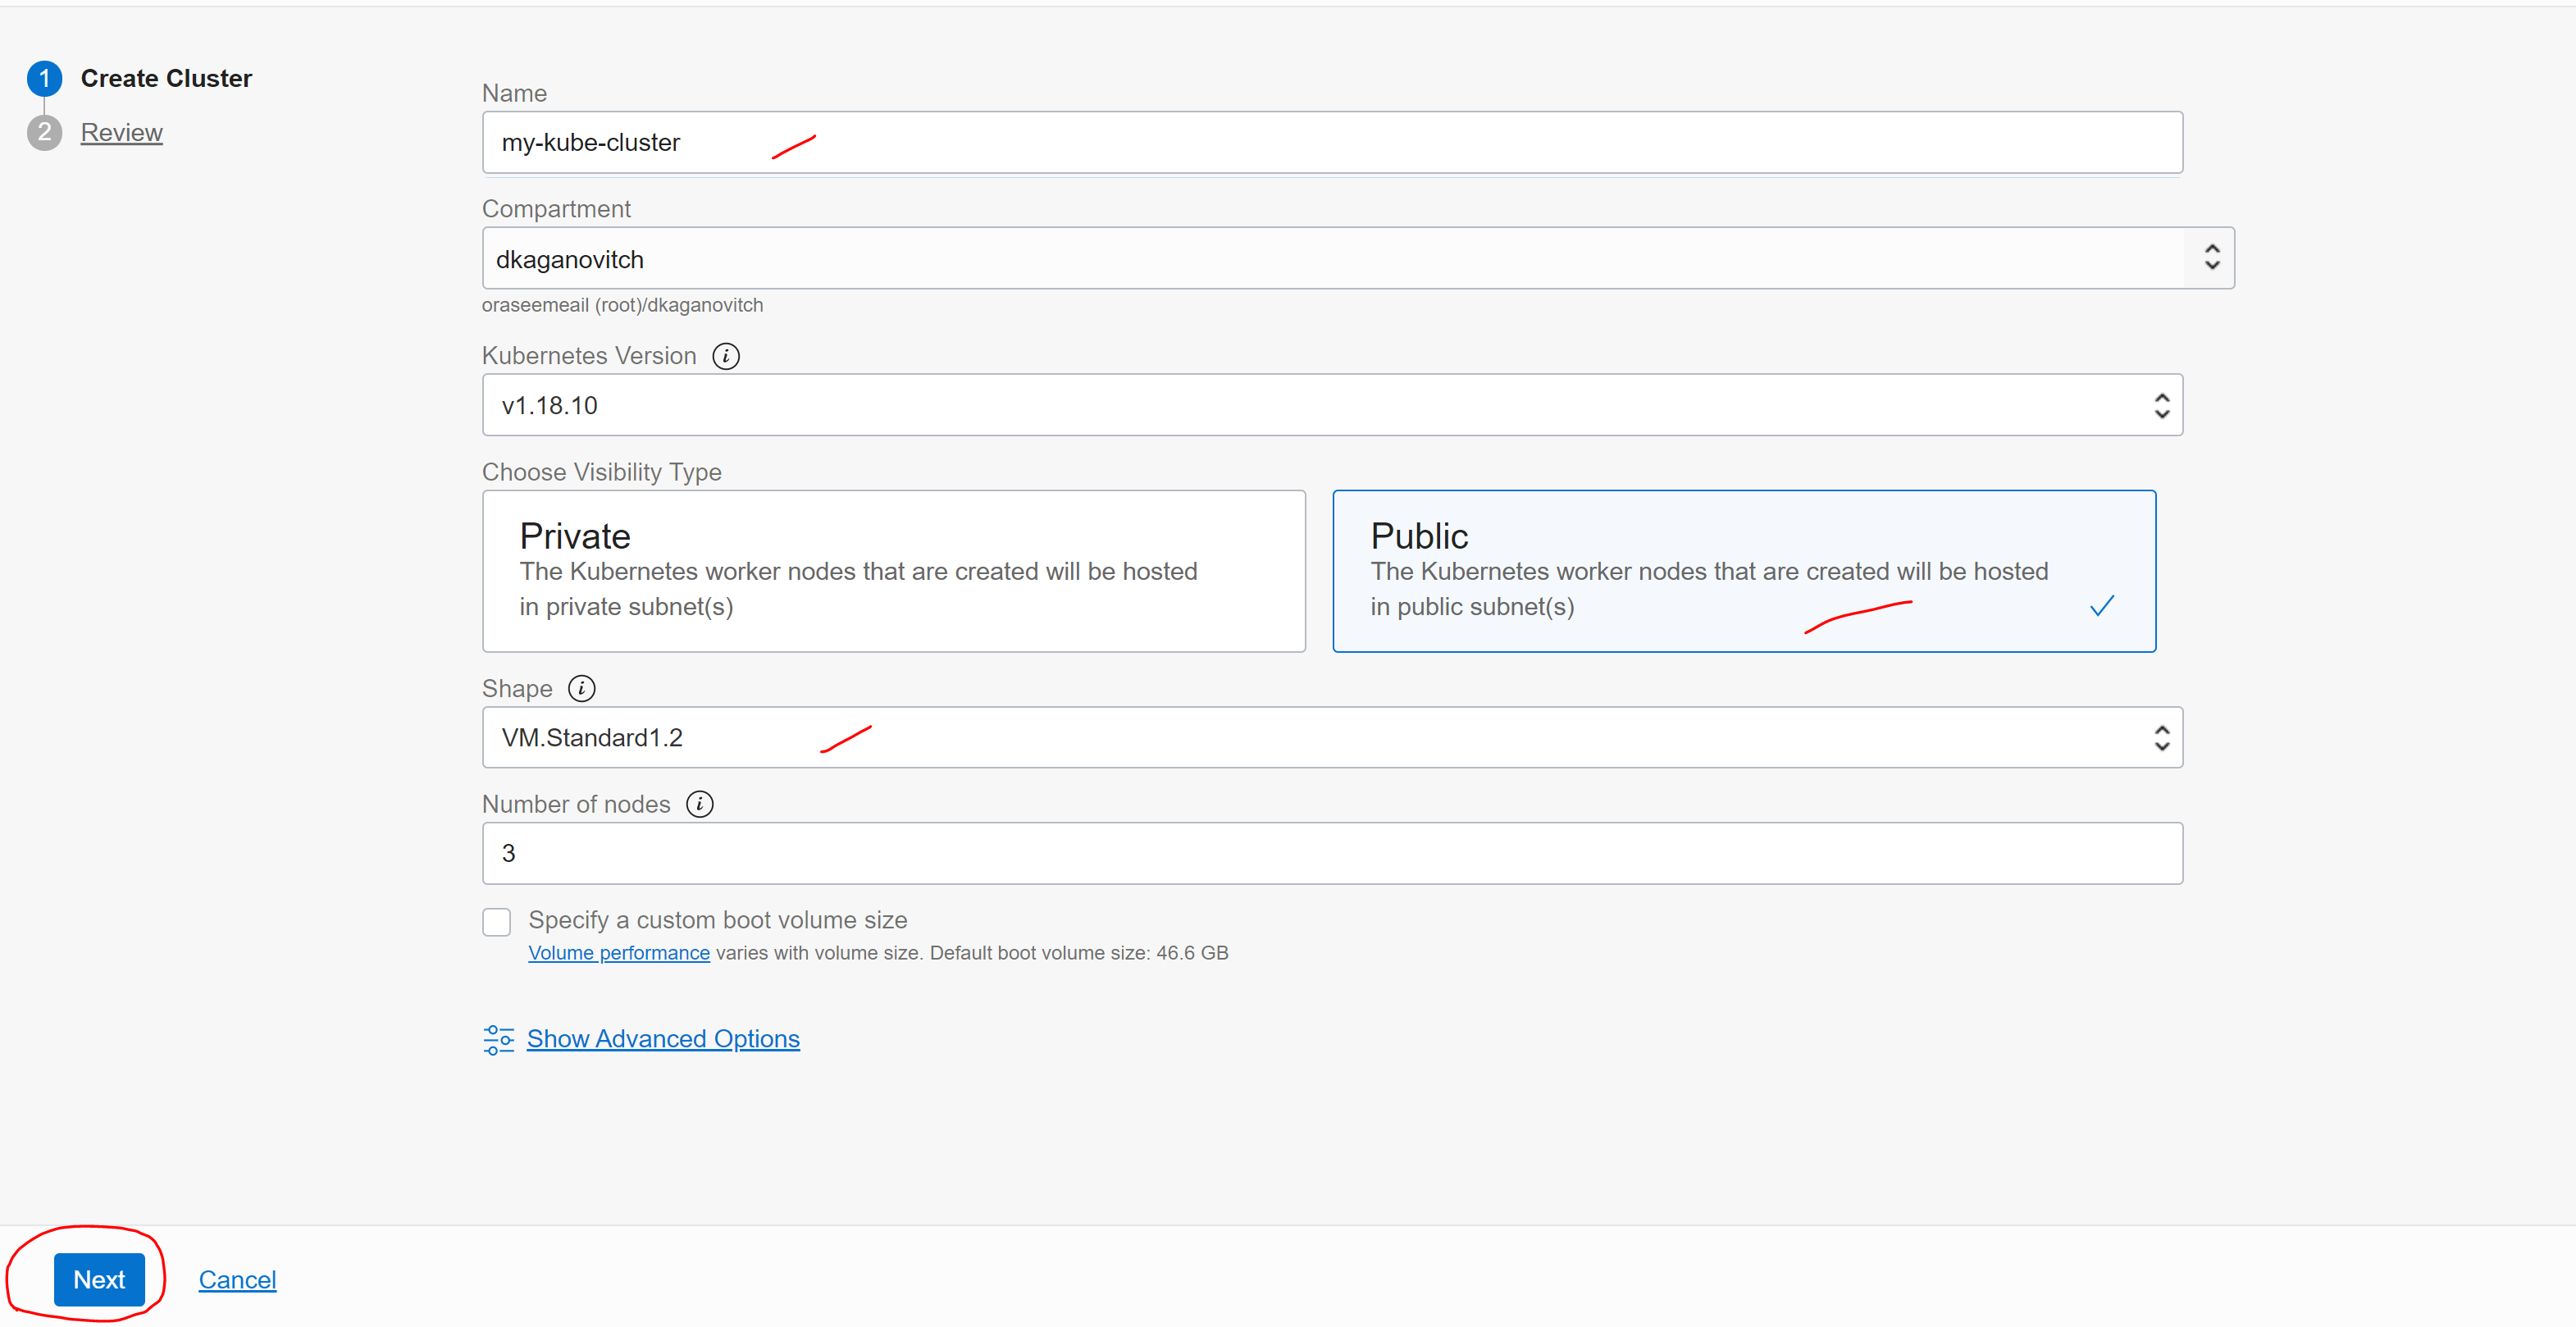 1 Create Cluster
2 Review
Name
my-kube-cluster
Compartment
dkaganovitch
oraseemeail (root)/dkaganovitch
Kubernetes Version i
v1.18.10
Choose Visibility Type
Private
The Kubernetes worker nodes that are created will be hosted
in private subnet(s)
Public
The Kubernetes worker nodes that are created will be hosted
in public subnet(s)
Shape i
VM.Standard1.2
Number of nodes i
3
Specify a custom boot volume size
Volume performance varies with volume size. Default boot volume size: 46.6 GB
Show Advanced Options
Next Cancel